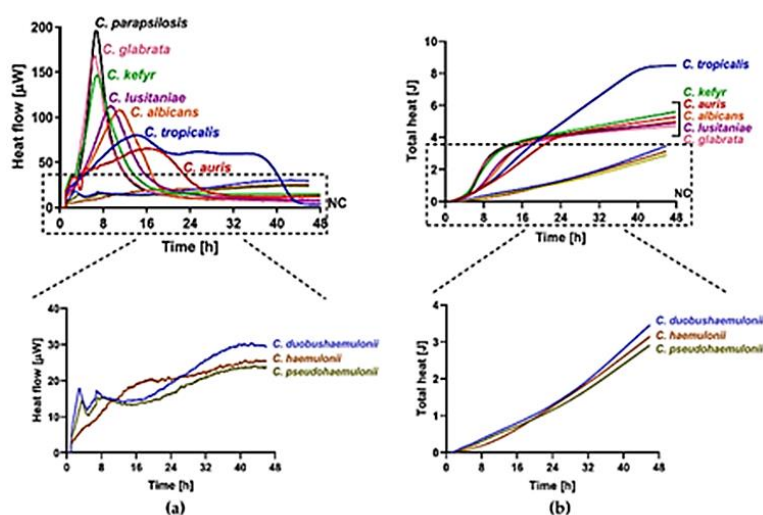 C. parapsilosis
C. glabrata
C. kefyr
C. lusitaniae
C. albicans
C. tropicalis
C. auris
NC
Heat flow [µW]
200
150
100
50
0
0 8 16 24 32 40 48
Time [h]
C. tropicalis
C. kefyr
C. auris
C. albicans
C. lusitaniae
C. glabrata
NC
Total heat [J]
10
8
6
4
2
0
0 8 16 24 32 40 48
Time [h]
C. duobushaemulonii
C. haemulonii
C. pseudohaemulonii
Heat flow [µW]
40
30
20
10
0
0 8 16 24 32 40 48
Time [h]
(a)
C. duobushaemulonii
C. haemulonii
C. pseudohaemulonii
Total heat [J]
4
3
2
1
0
0 8 16 24 32 40 48
Time [h]
(b)